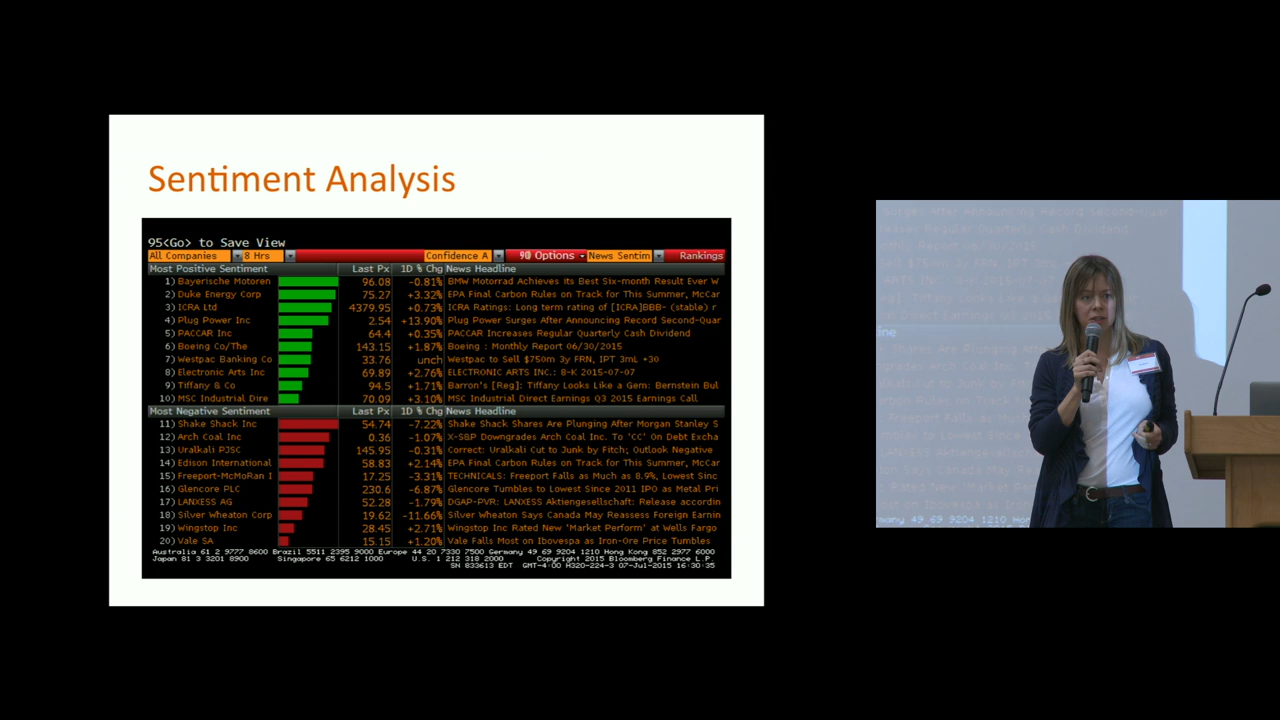 Sentiment Analysis
95<Go> to Save View
All Companies 8 Hrs Confidence A 90 Options News Sentim Rankings
Most Positive Sentiment Last Px 1D % Chg News Headline
1) Bayerische Motoren 96.08 -0.81% BMW Motorrad Achieves its Best Six-month Result Ever W
2) Duke Energy Corp 75.27 +3.32% EPA Final Carbon Rules on Track for This Summer, McCar
3) ICRA Ltd 4379.95 +0.73% ICRA Ratings: Long term rating of [ICRA]BBB- (stable) r
4) Plug Power Inc 2.54 +13.90% Plug Power Surges After Announcing Record Second-Quar
5) PACCAR Inc 64.4 +0.35% PACCAR Increases Regular Quarterly Cash Dividend
6) Boeing Co/The 143.15 +1.87% Boeing : Monthly Report 06/30/2015
7) Westpac Banking Co 33.76 unch Westpac to Sell $750m 3y FRN, IPT 3mL +30
8) Electronic Arts Inc 69.89 +2.76% ELECTRONIC ARTS INC.: 8-K 2015-07-07
9) Tiffany & Co 94.5 +1.71% Barron's [Reg]: Tiffany Looks Like a Gem: Bernstein Bul
10) MSC Industrial Dire 70.09 +3.10% MSC Industrial Direct Earnings Q3 2015 Earnings Call
Most Negative Sentiment Last Px 1D % Chg News Headline
11) Shake Shack Inc 54.74 -7.22% Shake Shack Shares Are Plunging After Morgan Stanley S
12) Arch Coal Inc 0.36 -1.07% X-S&P Downgrades Arch Coal Inc. To 'CC' On Debt Excha
13) Uralkali PJSC 145.95 -0.31% Correct: Uralkali Cut to Junk by Fitch; Outlook Negative
14) Edison International 58.83 +2.14% EPA Final Carbon Rules on Track for This Summer, McCar
15) Freeport-McMoRan I 17.25 -3.31% TECHNICALS: Freeport Falls as Much as 8.9%, Lowest Sinc
16) Glencore PLC 230.6 -6.87% Glencore Tumbles to Lowest Since 2011 IPO as Metal Pri
17) LANXESS AG 52.28 -1.79% DGAP-PVR: LANXESS Aktiengesellschaft: Release accordin
18) Silver Wheaton Corp 19.62 -11.66% Silver Wheaton Says Canada May Reassess Foreign Earnin
19) Wingstop Inc 28.45 +2.71% Wingstop Inc Rated New 'Market Perform' at Wells Fargo
20) Vale SA 15.15 +1.20% Vale Falls Most on Ibovespa as Iron-Ore Price Tumbles
Australia 61 2 9777 8600 Brazil 5511 2395 9000 Europe 44 20 7330 7500 Germany 49 69 9204 1210 Hong Kong 852 2977 6000
Japan 81 3 3201 8900 Singapore 65 6212 1000 U.S. 1 212 318 2000 Copyright 2015 Bloomberg Finance L.P.
SN 833613 EDT GMT-4:00 H320-224-3 07-Jul-2015 16:30:35